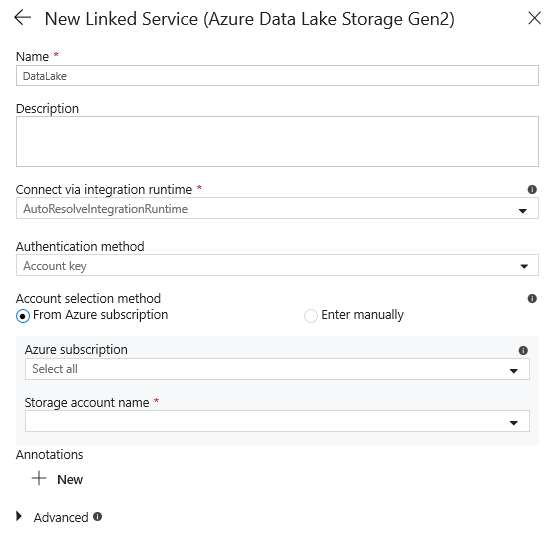 New Linked Service (Azure Data Lake Storage Gen2)
Name *
DataLake
Description
Connect via integration runtime *
AutoResolveIntegrationRuntime
Authentication method
Account key
Account selection method
From Azure subscription Enter manually
Azure subscription
Select all
Storage account name *
Annotations
New
Advanced